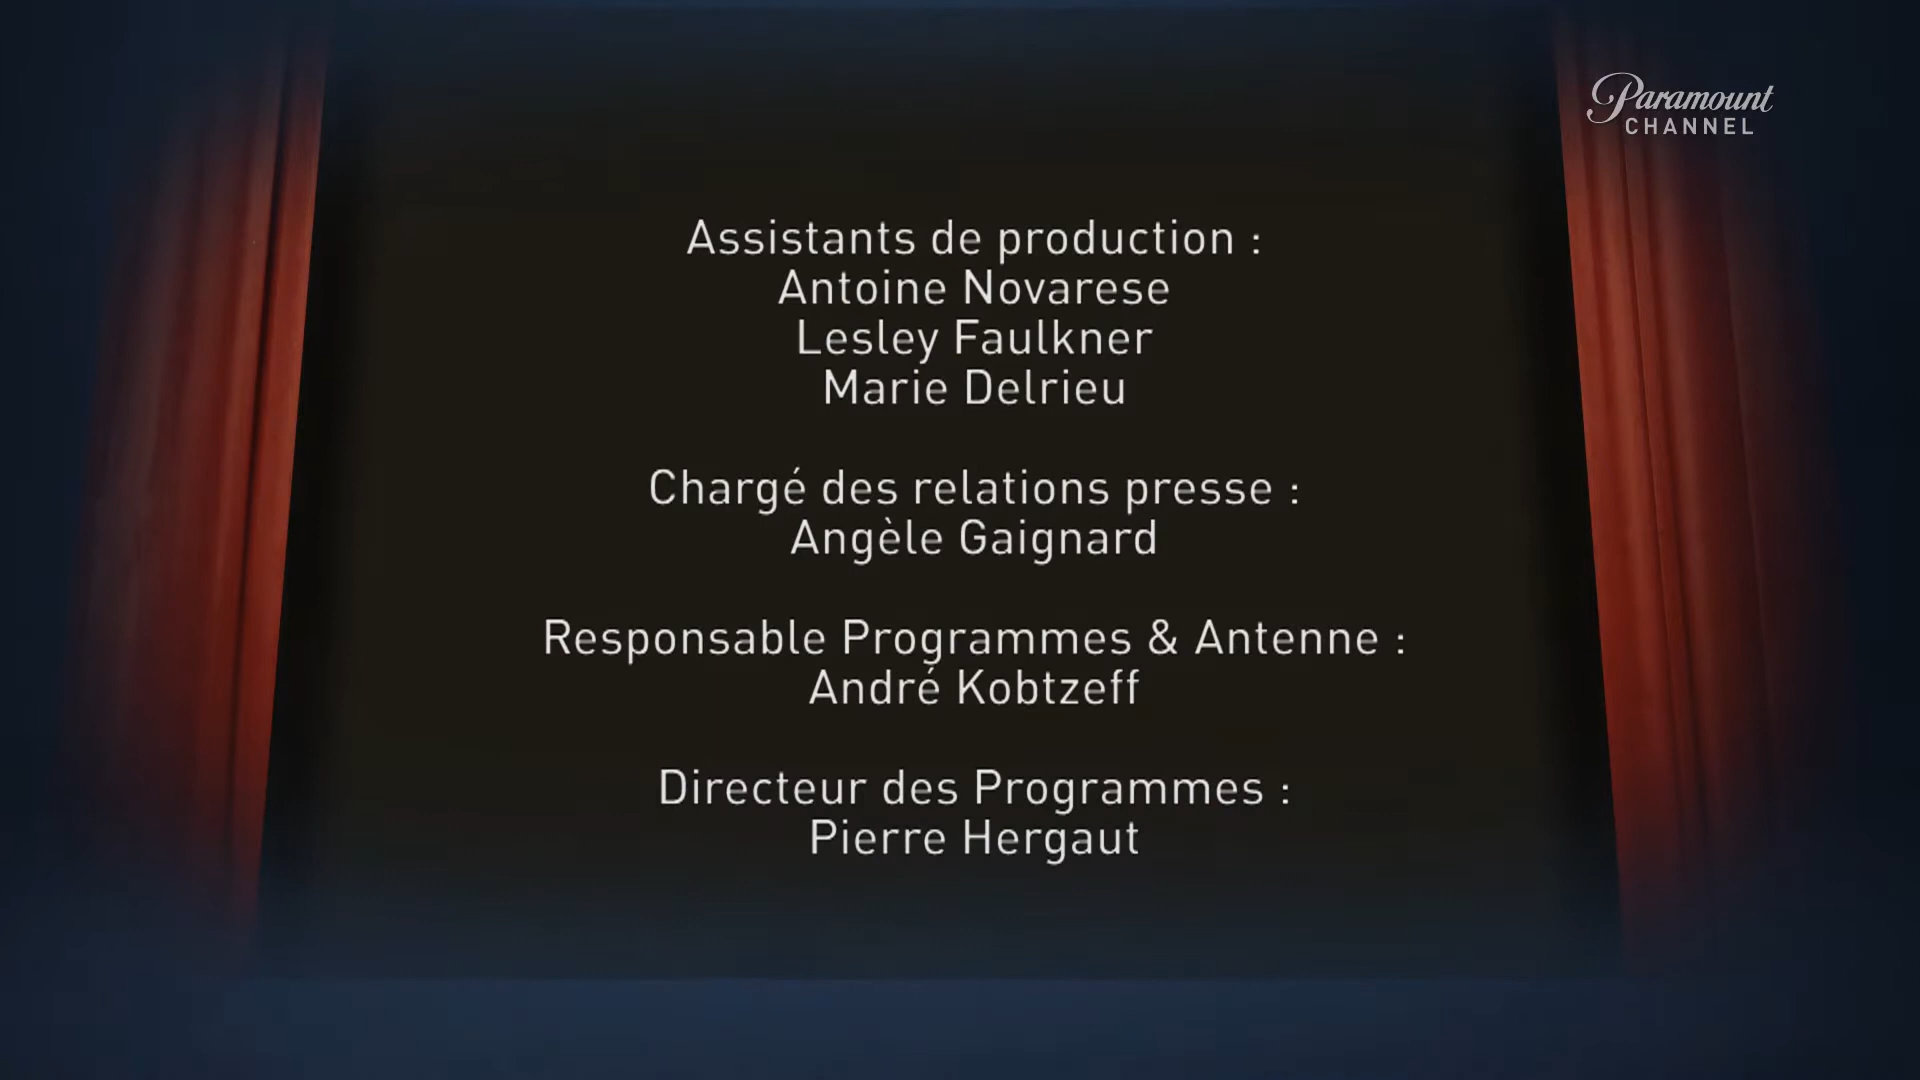 Paramount
CHANNEL
Assistants de production :
Antoine Novarese
Lesley Faulkner
Marie Delrieu
Chargé des relations presse :
Angèle Gaignard
Responsable Programmes & Antenne :
André Kobtzeff
Directeur des Programmes :
Pierre Hergaut